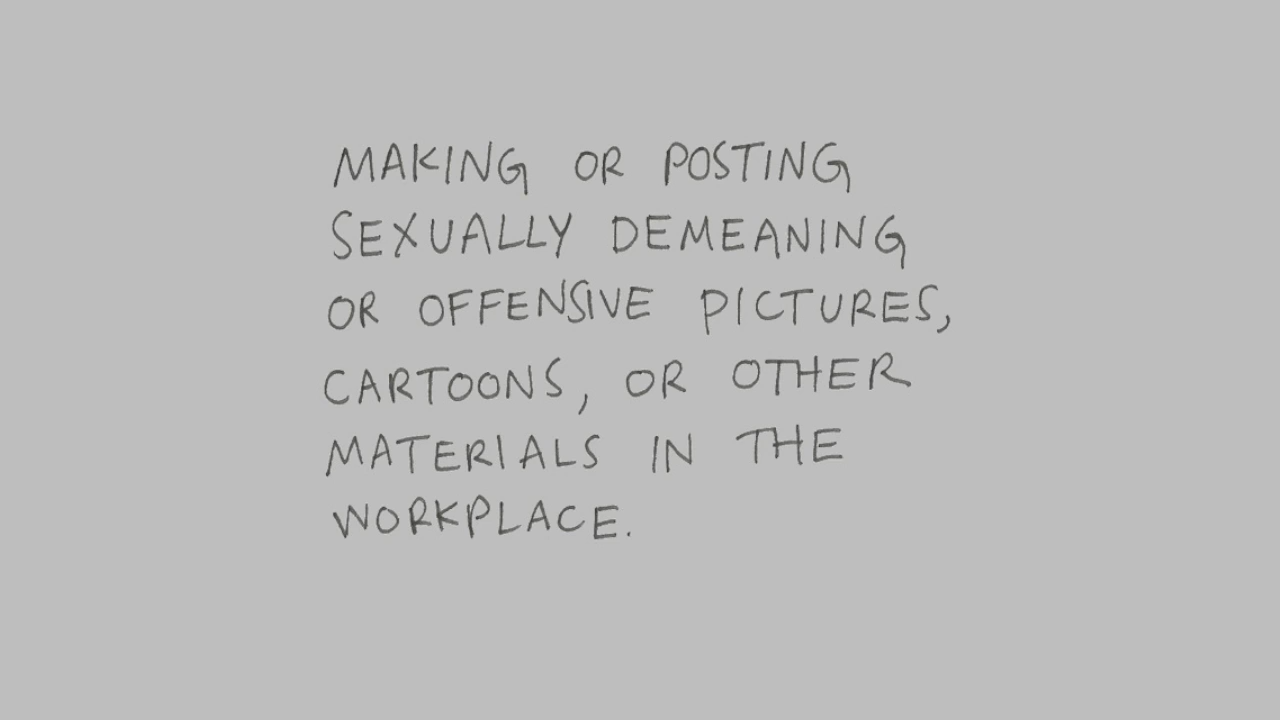 MAKING OR POSTING
SEXUALLY DEMEANING
OR OFFENSIVE PICTURES,
CARTOONS, OR OTHER
MATERIALS IN THE
WORKPLACE.